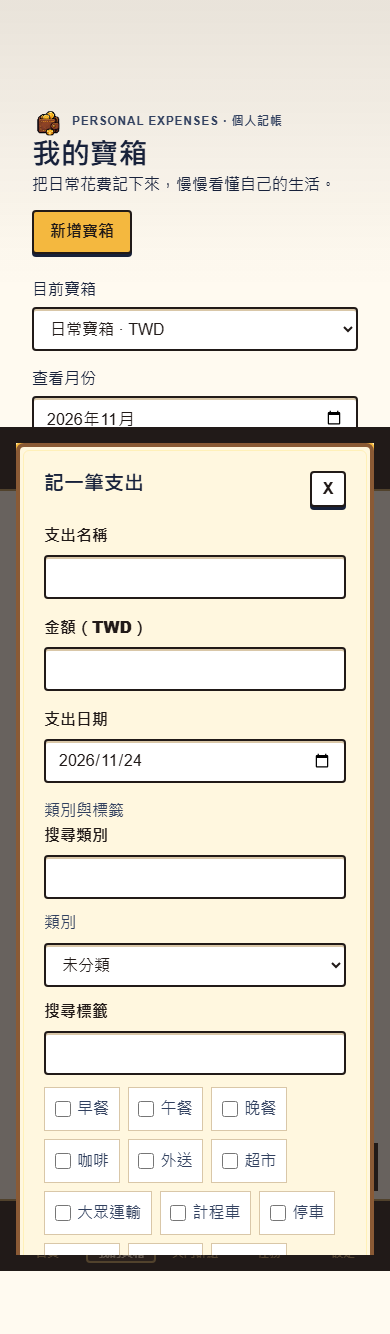 PERSONAL EXPENSES · 個人記帳
我的寶箱
把日常花費記下來，慢慢看懂自己的生活。
新增寶箱
目前寶箱
日常寶箱 · TWD
查看月份
2026年11月
記一筆支出
X
支出名稱
金額（TWD）
支出日期
2026/11/24
類別與標籤
搜尋類別
類別
未分類
搜尋標籤
早餐 午餐 晚餐
咖啡 外送 超市
大眾運輸 計程車 停車